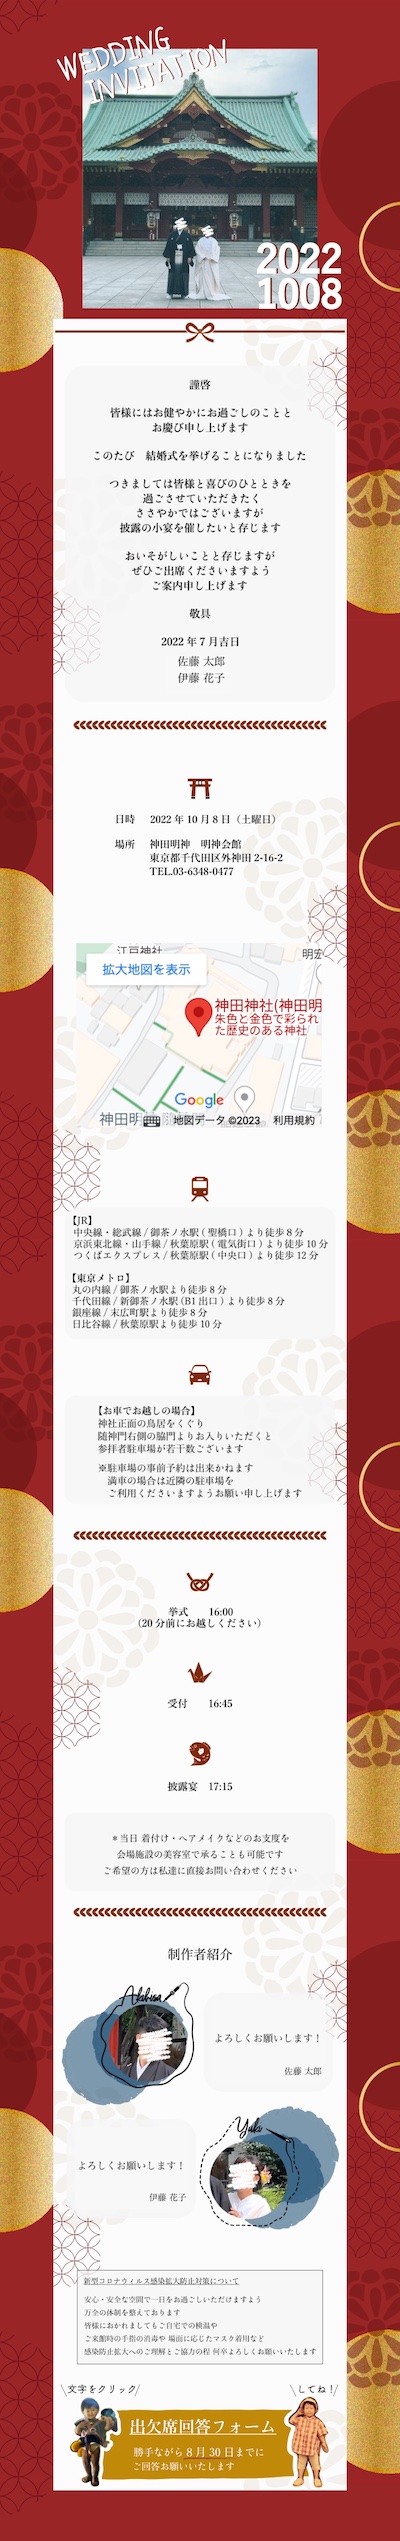 WEDDING
INVITATION
2022
1008
謹啓
皆様にはお健やかにお過ごしのことと
お慶び申し上げます
このたび　結婚式を挙げることになりました
つきましては皆様と喜びのひとときを
過ごさせていただきたく
ささやかではございますが
披露の小宴を催したいと存じます
おいそがしいことと存じますが
ぜひご出席くださいますよう
ご案内申し上げます
敬具
2022 年 7 月吉日
佐藤 太郎
伊藤 花子
日時　2022 年 10 月 8 日（土曜日）
場所　神田明神　明神会館
東京都千代田区外神田 2-16-2
TEL.03-6348-0477
江戸神社
明宏
拡大地図を表示
神田神社(神田明
朱色と金色で彩られ
た歴史のある神社
Google
神田明
地図データ ©2023　利用規約
【JR】
中央線・総武線 / 御茶ノ水駅 ( 聖橋口 ) より徒歩 8 分
京浜東北線・山手線 / 秋葉原駅 ( 電気街口 ) より徒歩 10 分
つくばエクスプレス / 秋葉原駅 ( 中央口 ) より徒歩 12 分
【東京メトロ】
丸の内線 / 御茶ノ水駅より徒歩 8 分
千代田線 / 新御茶ノ水駅 (B1 出口 ) より徒歩 8 分
銀座線 / 末広町駅より徒歩 8 分
日比谷線 / 秋葉原駅より徒歩 10 分
【お車でお越しの場合】
神社正面の鳥居をくぐり
随神門右側の脇門よりお入りいただくと
参拝者駐車場が若干数ございます
※駐車場の事前予約は出来かねます
満車の場合は近隣の駐車場を
ご利用くださいますようお願い申し上げます
挙式　16:00
（20 分前にお越しください）
受付　16:45
披露宴　17:15
＊当日 着付け・ヘアメイクなどのお支度を
会場施設の美容室で承ることも可能です
ご希望の方は私達に直接お問い合わせください
制作者紹介
よろしくお願いします！
佐藤 太郎
Yuki
よろしくお願いします！
伊藤 花子
新型コロナウィルス感染拡大防止対策について
安心・安全な空間で一日をお過ごしいただけますよう
万全の体制を整えております
皆様におかれましてもご自宅での検温や
ご来館時の手指の消毒や 場面に応じたマスク着用など
感染防止拡大へのご理解とご協力の程 何卒よろしくお願いいたします
\文字をクリック/
\してね！/
出欠席回答フォーム
勝手ながら 8 月 30 日までに
ご回答お願いいたします